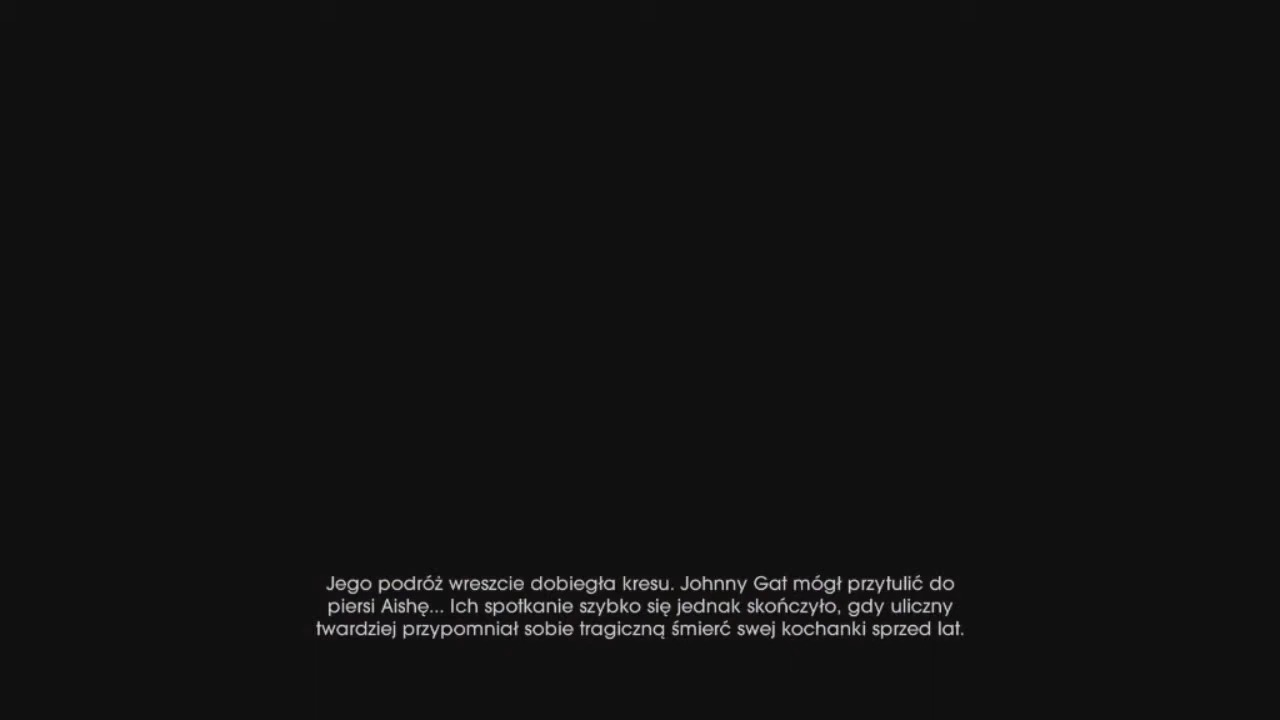 Jego podróż wreszcie dobiegła kresu. Johnny Gat mógł przytulić do
piersi Aishę... Ich spotkanie szybko się jednak skończyło, gdy uliczny
twardziej przypomniał sobie tragiczną śmierć swej kochanki sprzed lat.